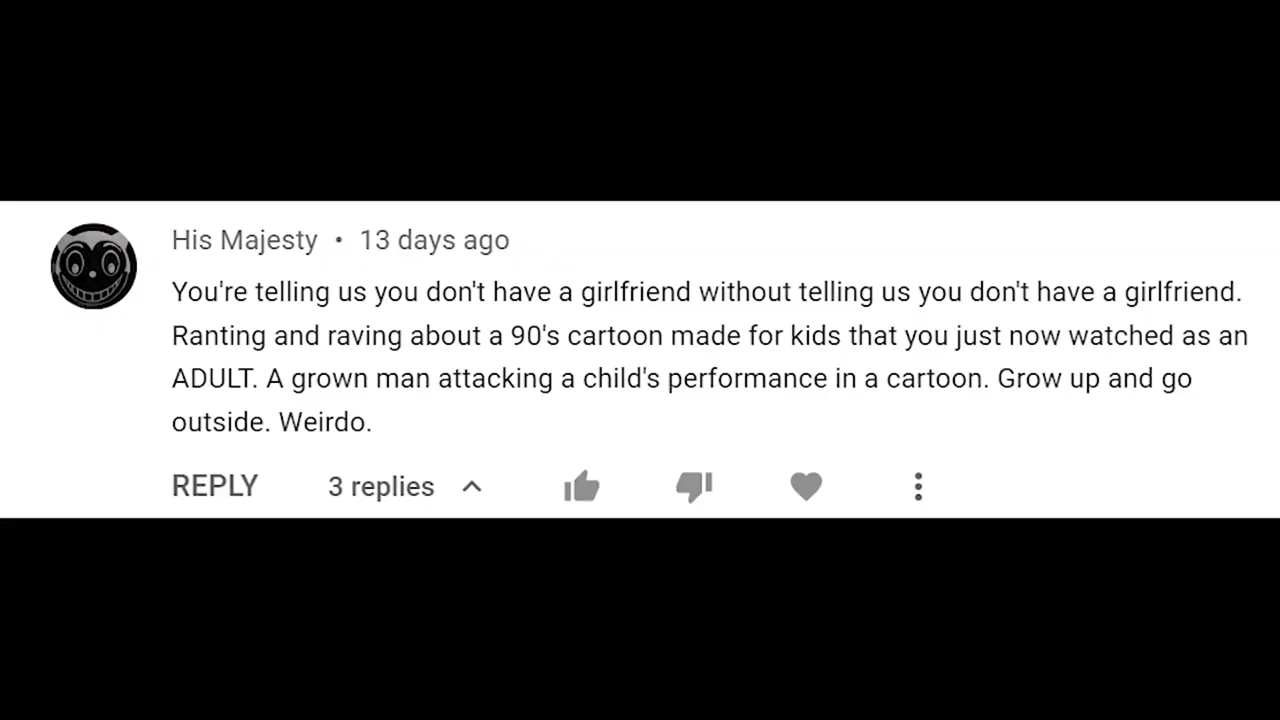 His Majesty • 13 days ago
You're telling us you don't have a girlfriend without telling us you don't have a girlfriend.
Ranting and raving about a 90's cartoon made for kids that you just now watched as an
ADULT. A grown man attacking a child's performance in a cartoon. Grow up and go
outside. Weirdo.
REPLY 3 replies